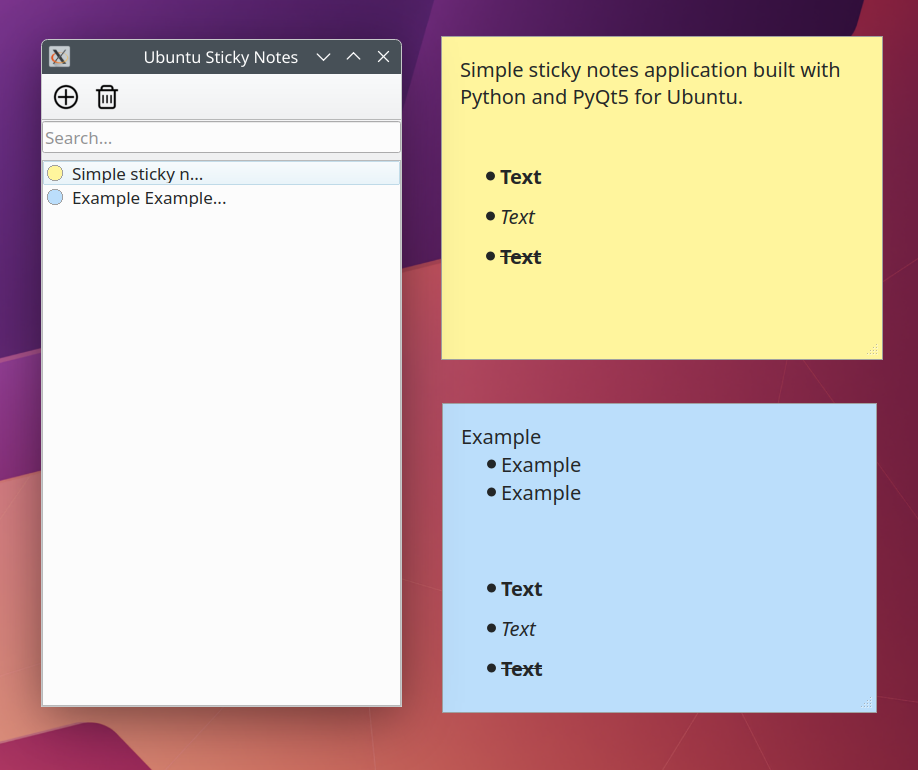 Ubuntu Sticky Notes
Search...
Simple sticky n...
Example Example...
Simple sticky notes application built with
Python and PyQt5 for Ubuntu.
Text
Text
Text
Example
Example
Example
Text
Text
Text